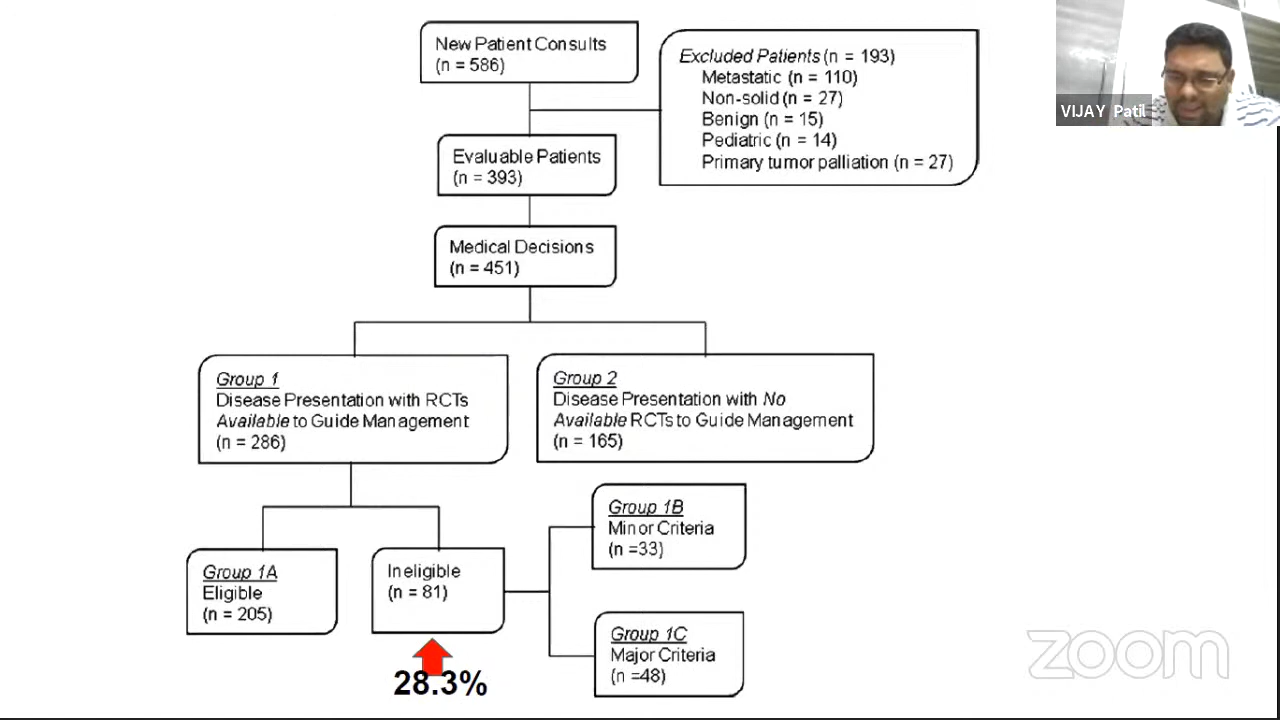 New Patient Consults
(n = 586)
Excluded Patients (n = 193)
Metastatic (n = 110)
Non-solid (n = 27)
Benign (n = 15)
Pediatric (n = 14)
Primary tumor palliation (n = 27)
VIJAY Patil
Evaluable Patients
(n = 393)
Medical Decisions
(n = 451)
Group 1
Disease Presentation with RCTs
Available to Guide Management
(n = 286)
Group 2
Disease Presentation with No
Available RCTs to Guide Management
(n = 165)
Group 1A
Eligible
(n = 205)
Ineligible
(n = 81)
Group 1B
Minor Criteria
(n =33)
Group 1C
Major Criteria
(n =48)
28.3%
zoom